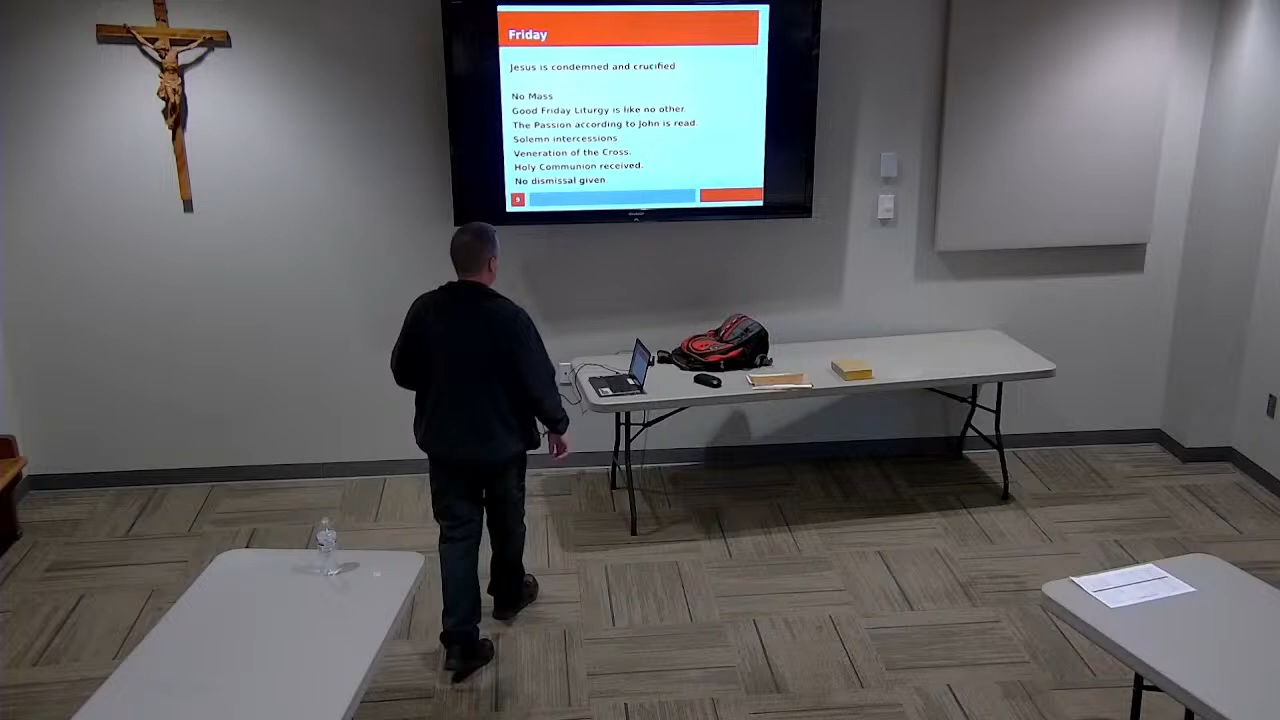 Friday
Jesus is condemned and crucified
No Mass
Good Friday Liturgy is like no other.
The Passion according to John is read.
Solemn intercessions
Veneration of the Cross.
Holy Communion received.
No dismissal given
9